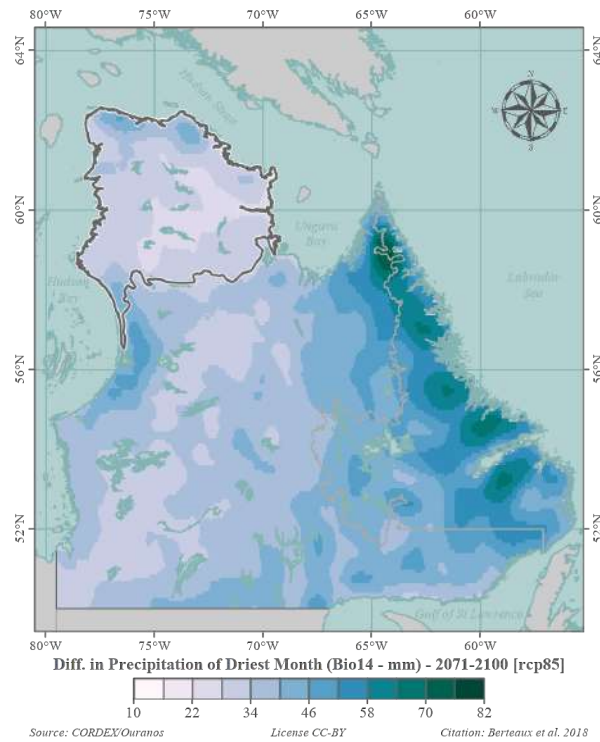 80°W 75°W 70°W 65°W 60°W
64°N 64°N
Hudson Strait
N
W E
S
60°N 60°N
Ungava
Bay
Hudson
Bay
Labrador
Sea
56°N 56°N
52°N 52°N
Gulf of St Lawrence
80°W 75°W 70°W 65°W 60°W
Diff. in Precipitation of Driest Month (Bio14 - mm) - 2071-2100 [rcp85]
10 22 34 46 58 70 82
Source: CORDEX/Ouranos License CC-BY Citation: Berteaux et al. 2018